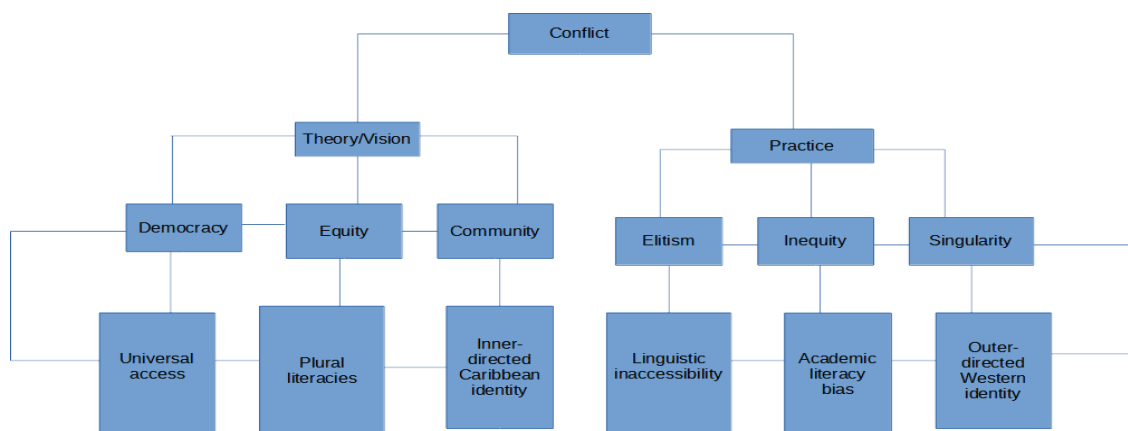 Conflict
Theory/Vision
Practice
Democracy
Equity
Community
Elitism
Inequity
Singularity
Universal
access
Plural
literacies
Inner-
directed
Caribbean
identity
Linguistic
inaccessibility
Academic
literacy
bias
Outer-
directed
Western
identity